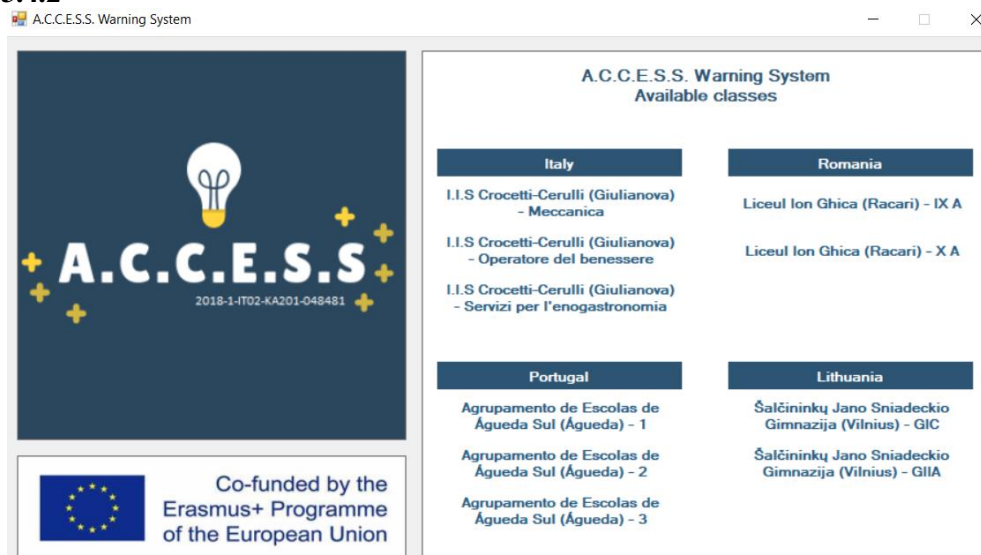 A.C.C.E.S.S. Warning System
A.C.C.E.S.S
2018-1-IT02-KA201-048481
Co-funded by the
Erasmus+ Programme
of the European Union
A.C.C.E.S.S. Warning System
Available classes
Italy
I.I.S Crocetti-Cerulli (Giulianova)
- Meccanica
I.I.S Crocetti-Cerulli (Giulianova)
- Operatore del benessere
I.I.S Crocetti-Cerulli (Giulianova)
- Servizi per l'enogastronomia
Romania
Liceul Ion Ghica (Racari) - IX A
Liceul Ion Ghica (Racari) - X A
Portugal
Agrupamento de Escolas de
Águeda Sul (Águeda) - 1
Agrupamento de Escolas de
Águeda Sul (Águeda) - 2
Agrupamento de Escolas de
Águeda Sul (Águeda) - 3
Lithuania
Šalčininkų Jano Sniadeckio
Gimnazija (Vilnius) - GIC
Šalčininkų Jano Sniadeckio
Gimnazija (Vilnius) - GIIA